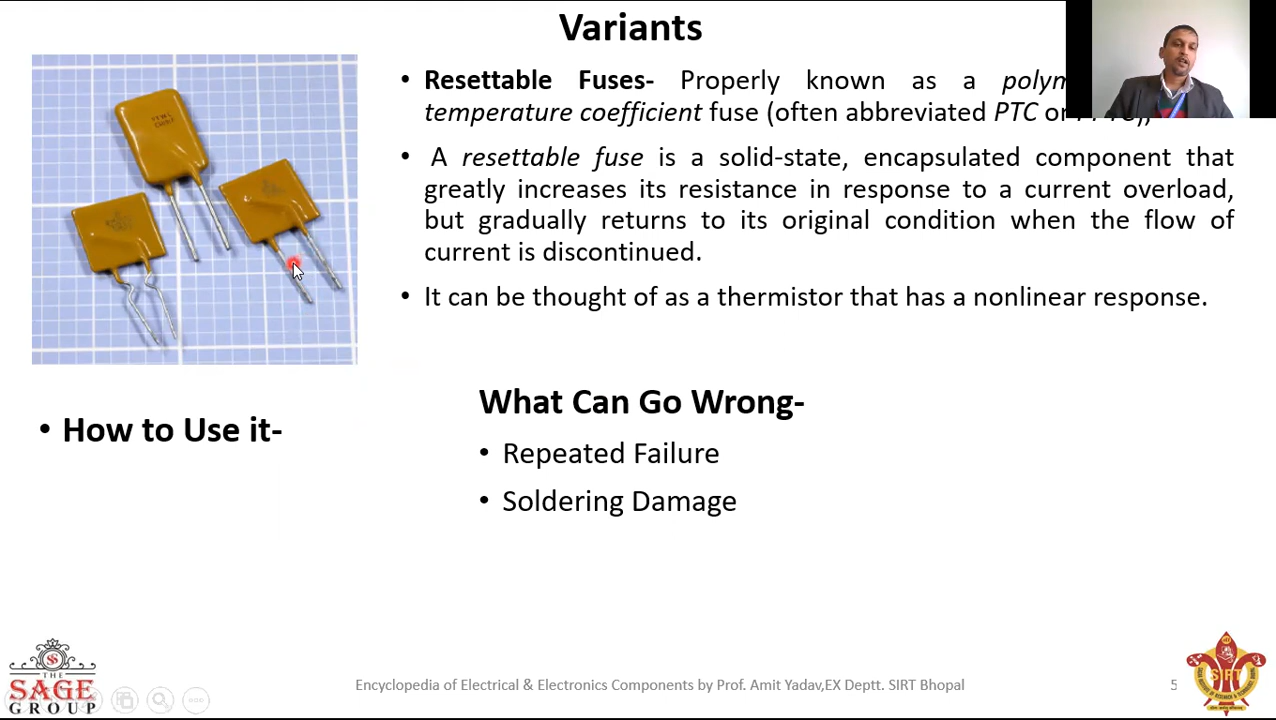 Variants
• Resettable Fuses- Properly known as a
temperature coefficient fuse (often abbreviated PTC or
• A resettable fuse is a solid-state, encapsulated component that
greatly increases its resistance in response to a current overload,
but gradually returns to its original condition when the flow of
current is discontinued.
• It can be thought of as a thermistor that has a nonlinear response.
• How to Use it-
What Can Go Wrong-
• Repeated Failure
• Soldering Damage
THE
SAGE
GROUP
Encyclopedia of Electrical & Electronics Components by Prof. Amit Yadav,EX Deptt. SIRT Bhopal
5
SIRT